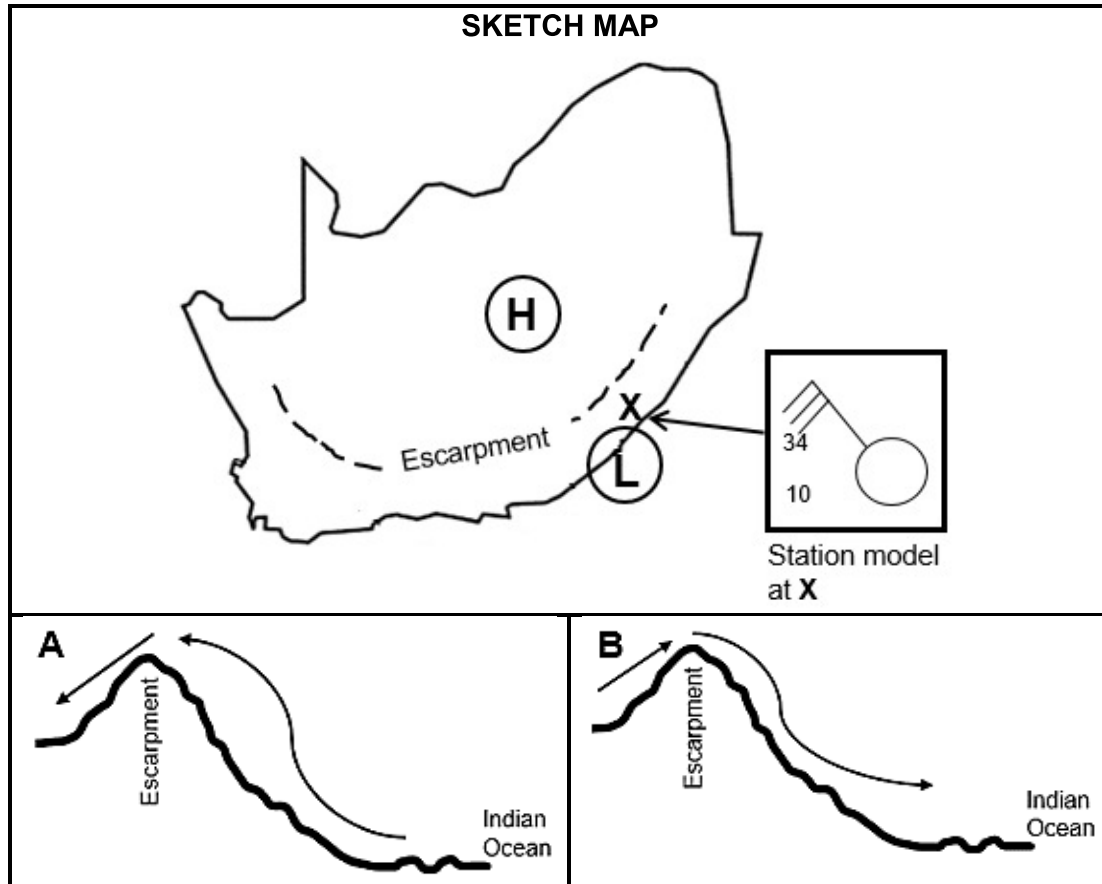 SKETCH MAP
H
Escarpment
X
L
34
10
Station model
at X
A
Escarpment
Indian
Ocean
B
Escarpment
Indian
Ocean